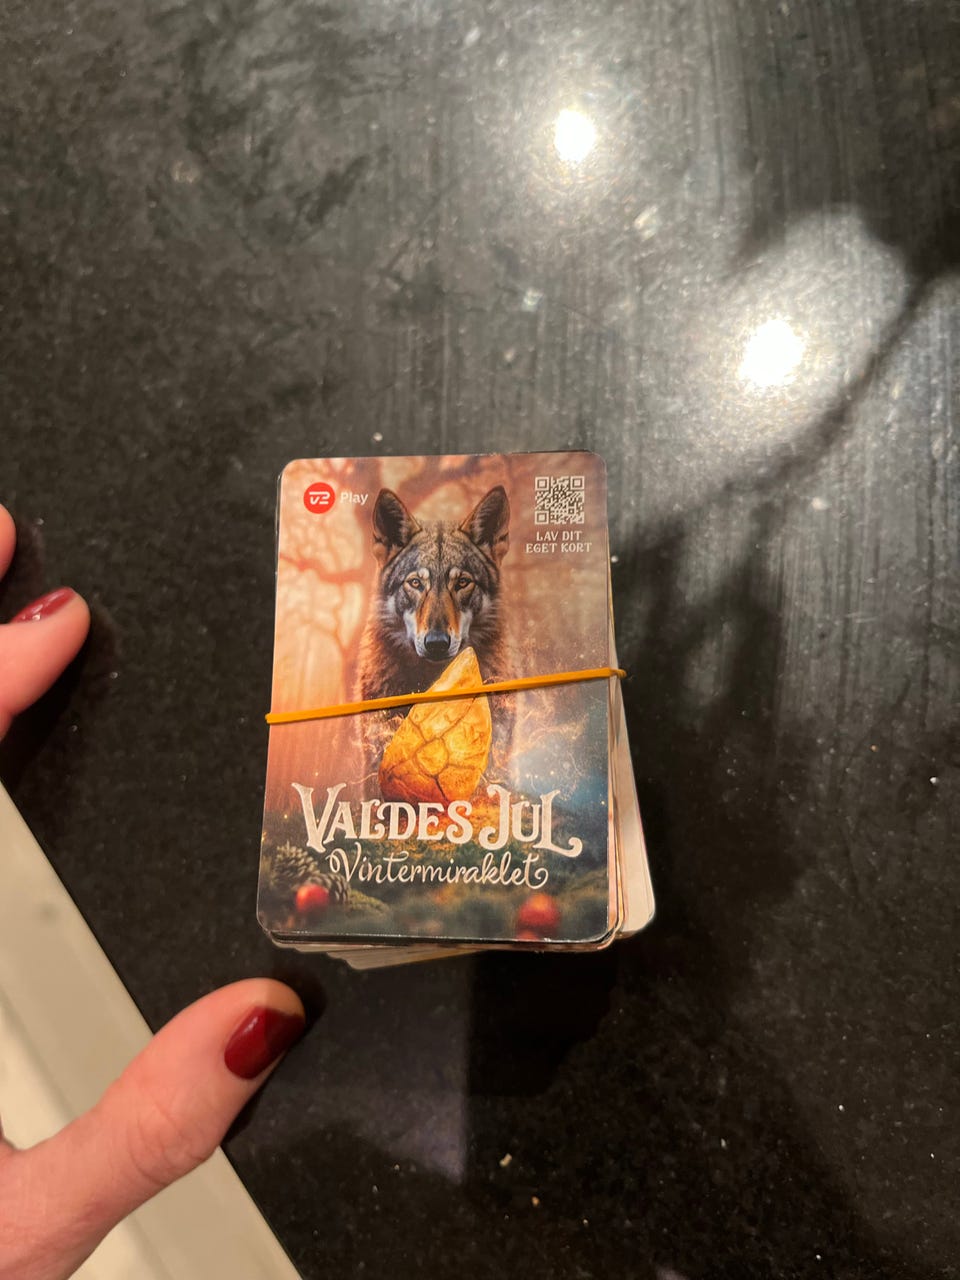 TV2 Play
LAV DIT
EGET KORT
VALDES JUL
Vintermiraklet